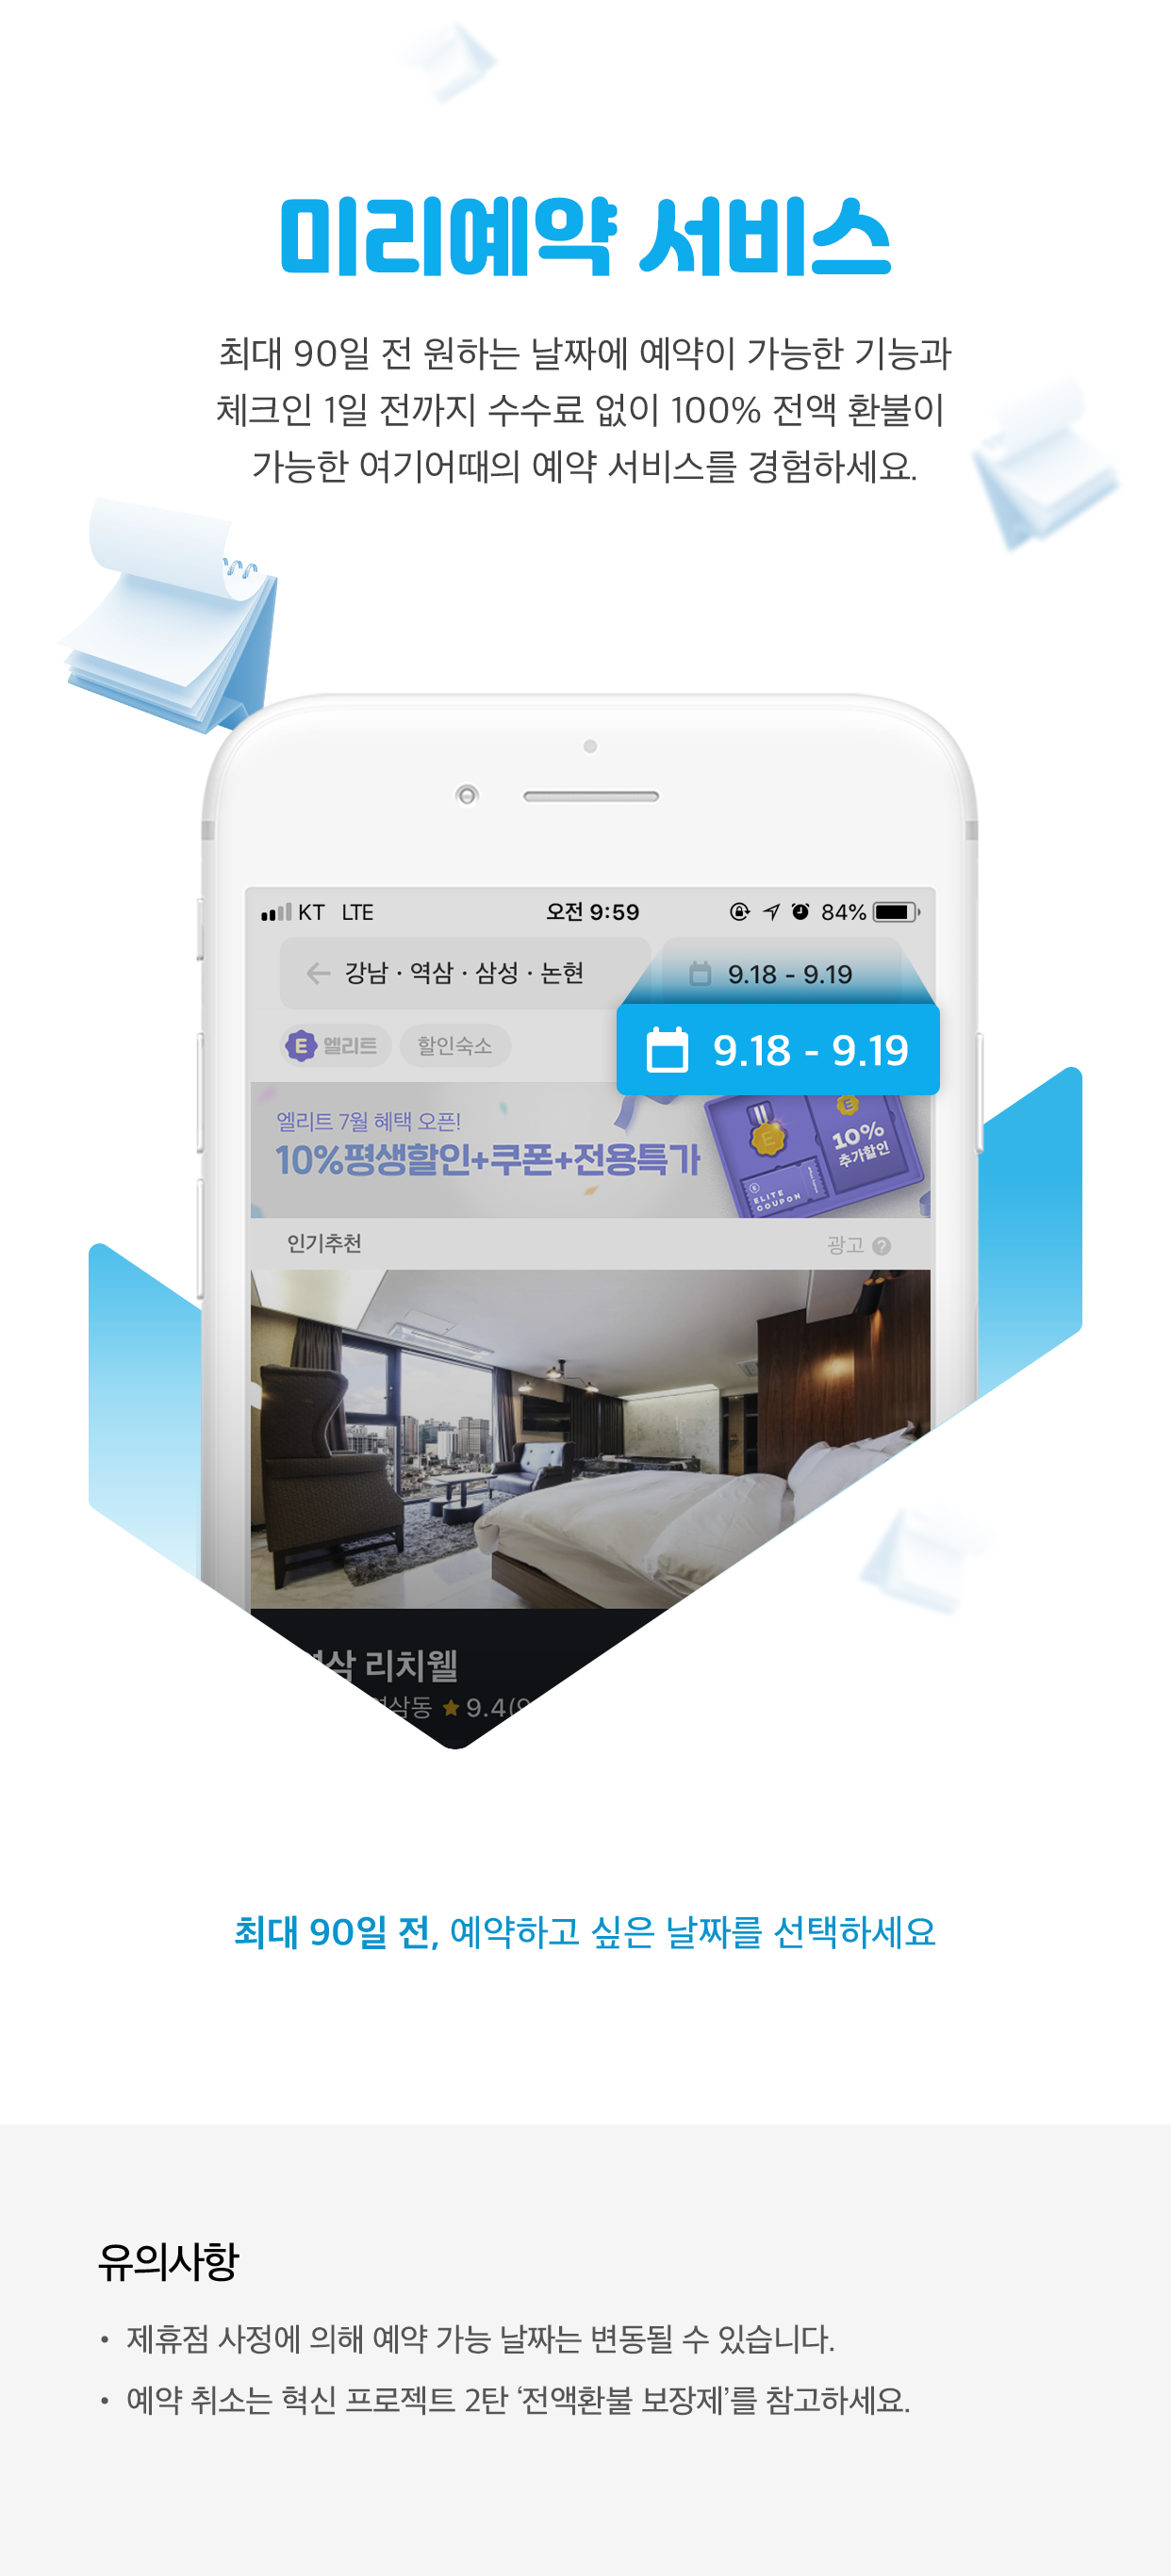 미리예약 서비스
최대 90일 전 원하는 날짜에 예약이 가능한 기능과
체크인 1일 전까지 수수료 없이 100% 전액 환불이
가능한 여기어때의 예약 서비스를 경험하세요.
KT LTE 오전 9:59 84%
강남 · 역삼 · 삼성 · 논현 9.18 - 9.19
E 엘리트 할인숙소
9.18 - 9.19
엘리트 7월 혜택 오픈!
10%평생할인+쿠폰+전용특가
E
E
10%
추가할인
E
ELITE
COUPON
인기추천 광고 ?
역삼 리치웰
역삼동 9.4
최대 90일 전, 예약하고 싶은 날짜를 선택하세요
유의사항
• 제휴점 사정에 의해 예약 가능 날짜는 변동될 수 있습니다.
• 예약 취소는 혁신 프로젝트 2탄 ‘전액환불 보장제’를 참고하세요.